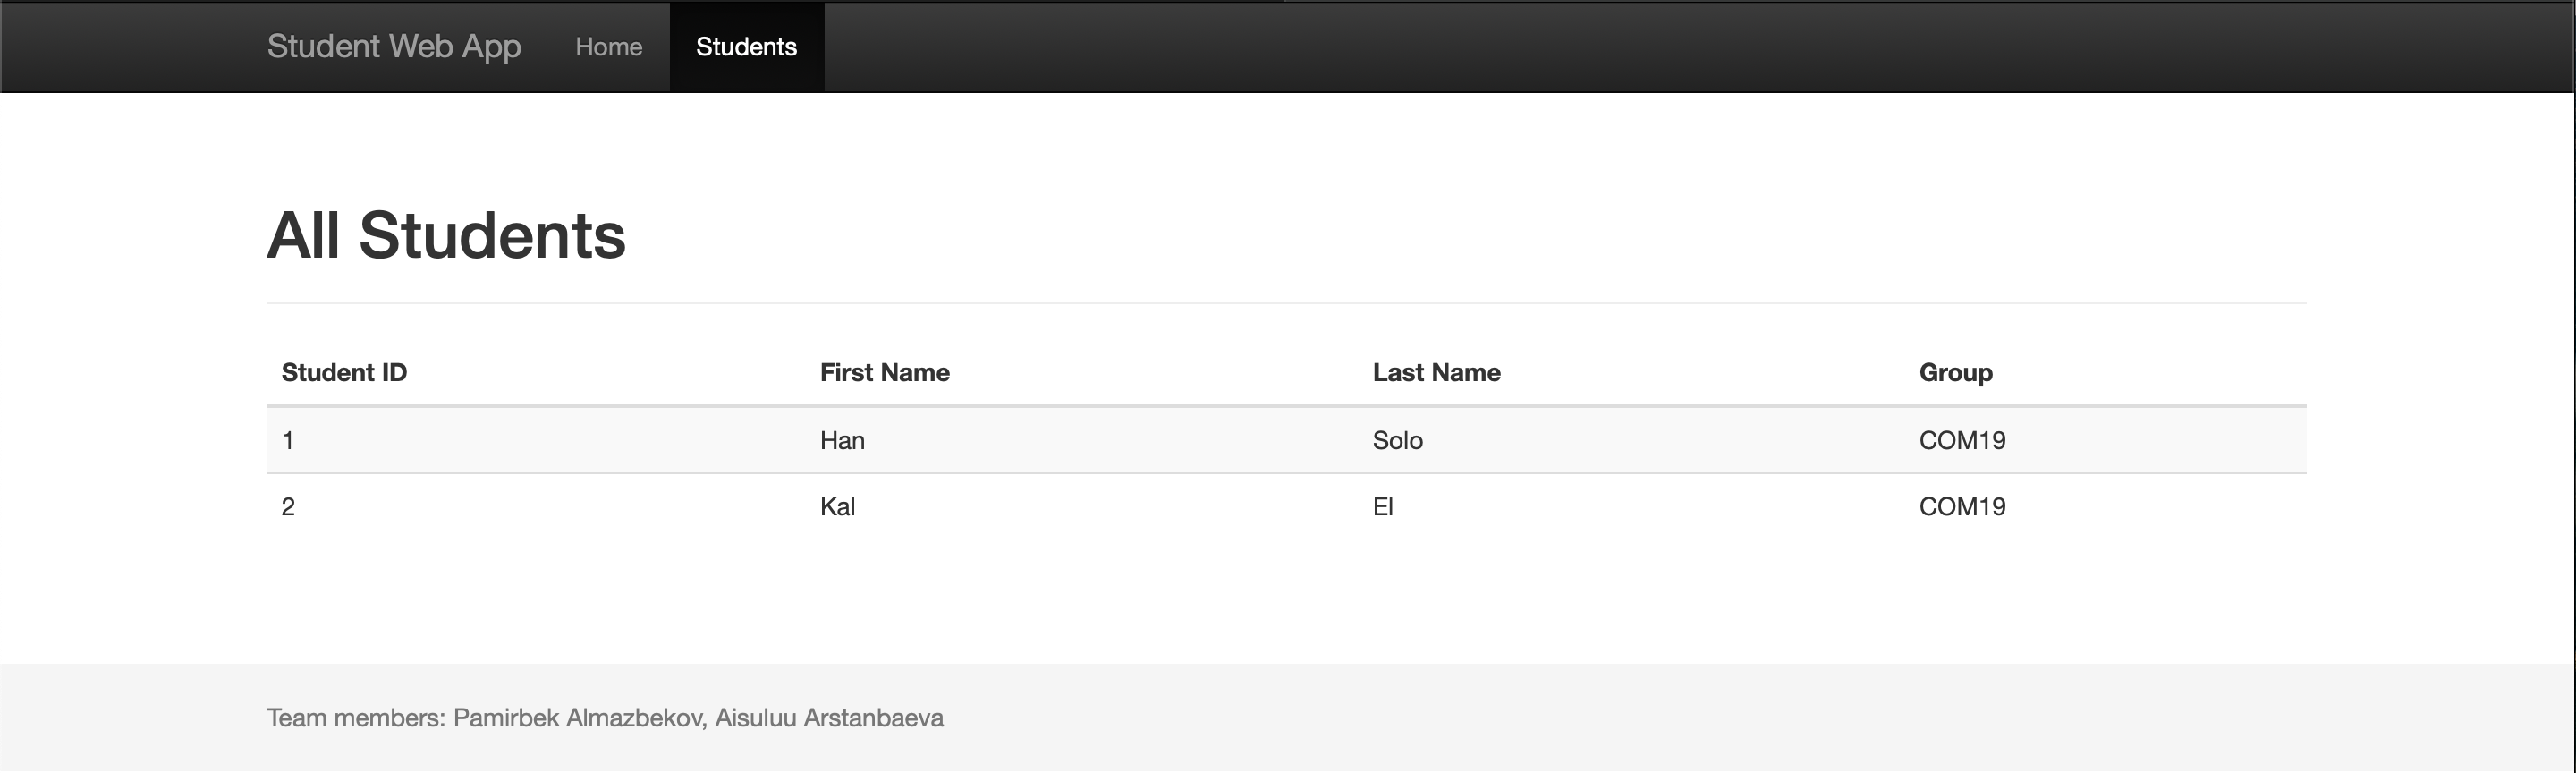 Student Web App Home Students
All Students
Student ID First Name Last Name Group
1 Han Solo COM19
2 Kal El COM19
Team members: Pamirbek Almazbekov, Aisuluu Arstanbaeva